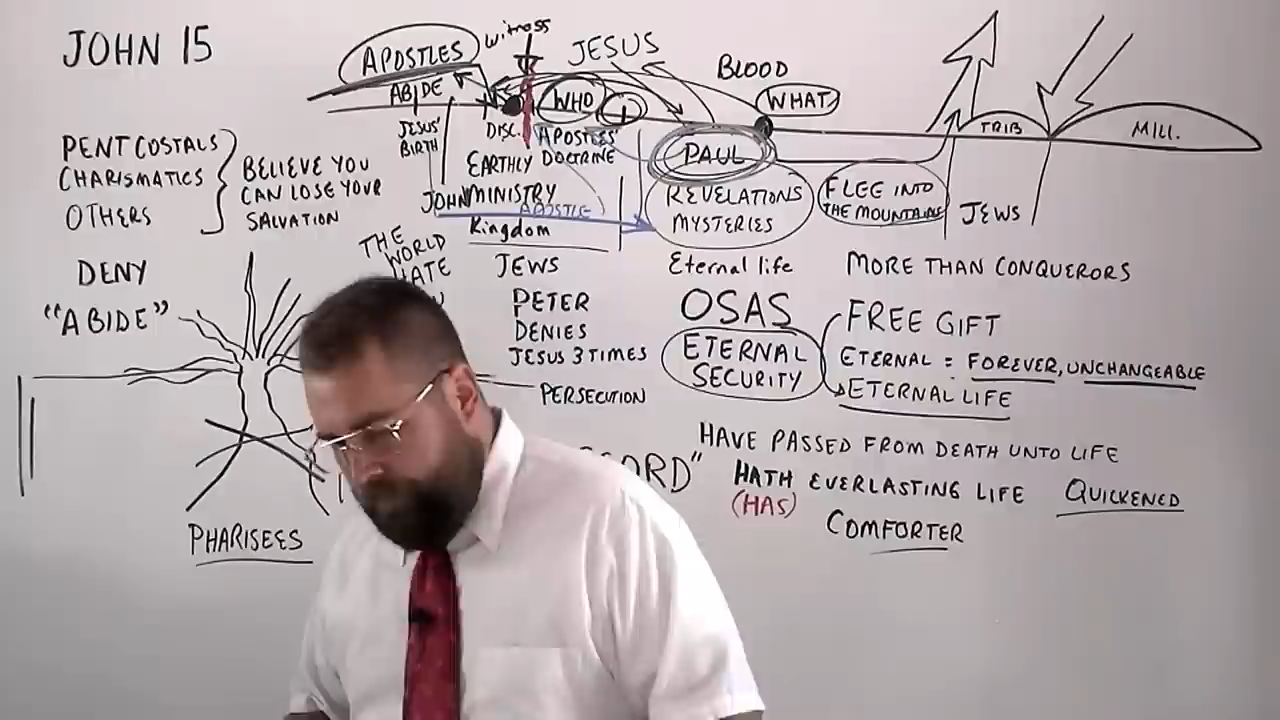 JOHN 15
APOSTLES
witness
JESUS
BLOOD
ABIDE
WHO
WHAT
TRIB
MILL.
JESUS'
BIRTH
DISC.
APOSTLES'
DOCTRINE
PAUL
EARTHLY
MINISTRY
JOHN
APOSTLE
Kingdom
REVELATIONS
MYSTERIES
FLEE INTO
THE MOUNTAINS
JEWS
PENTCOSTALS
CHARISMATICS
OTHERS
BELIEVE YOU
CAN LOSE YOUR
SALVATION
DENY
"ABIDE"
THE
WORLD
HATE
JEWS
PETER
DENIES
JESUS 3 TIMES
PERSECUTION
Eternal life
OSAS
ETERNAL
SECURITY
MORE THAN CONQUERORS
FREE GIFT
ETERNAL = FOREVER, UNCHANGEABLE
ETERNAL LIFE
HAVE PASSED FROM DEATH UNTO LIFE
HATH EVERLASTING LIFE QUICKENED
(HAS)
COMFORTER
PHARISEES